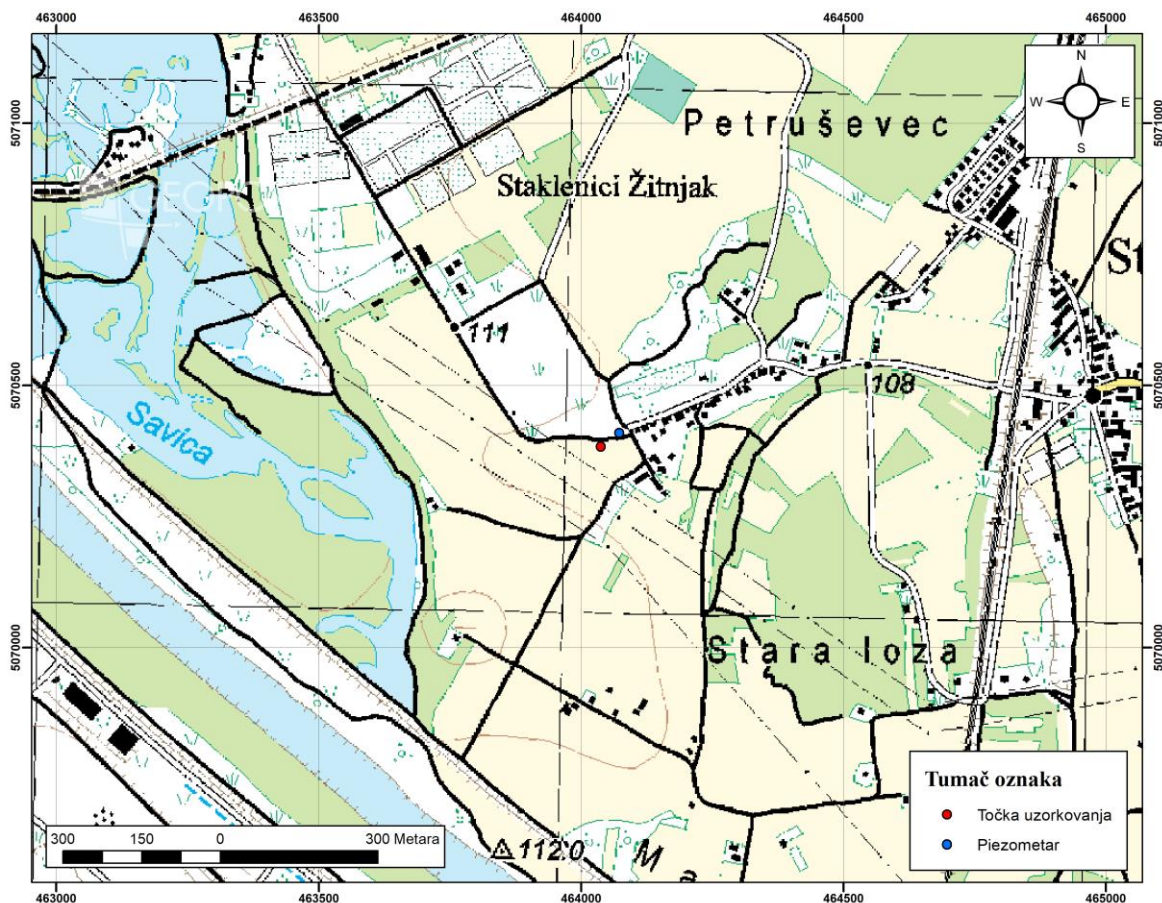 463000 463500 464000 464500 465000
N
W E
S
5071000 5071000
Petruševec
Staklenici Žitnjak
St
111
108
5070500 5070500
Savica
5070000 5070000
Stara loza
Tumač oznaka
Točka uzorkovanja
Piezometar
300 150 0 300 Metara
112.0
M
a
463000 463500 464000 464500 465000